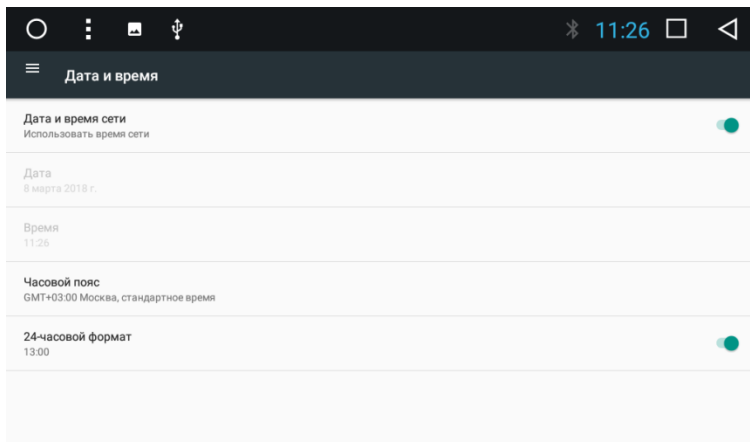 11:26
Дата и время
Дата и время сети
Использовать время сети
Дата
8 марта 2018 г.
Время
11:26
Часовой пояс
GMT+03:00 Москва, стандартное время
24-часовой формат
13:00